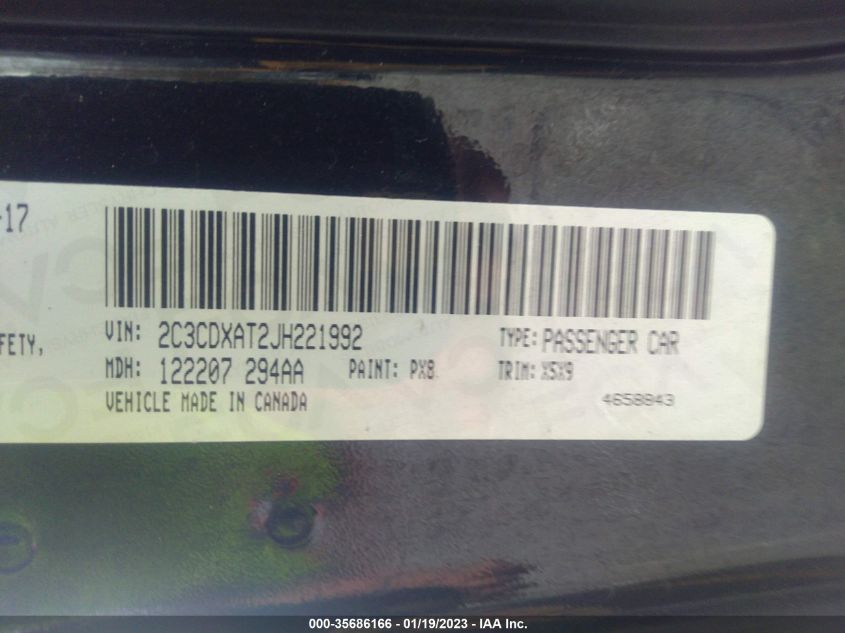 -17
FETY,
VIN: 2C3CDXAT2JH221992 TYPE: PASSENGER CAR
MDH: 122207 294AA PAINT: PX8 TRIM: X5X9
VEHICLE MADE IN CANADA 4658843
000-35686166 - 01/19/2023 - IAA Inc.